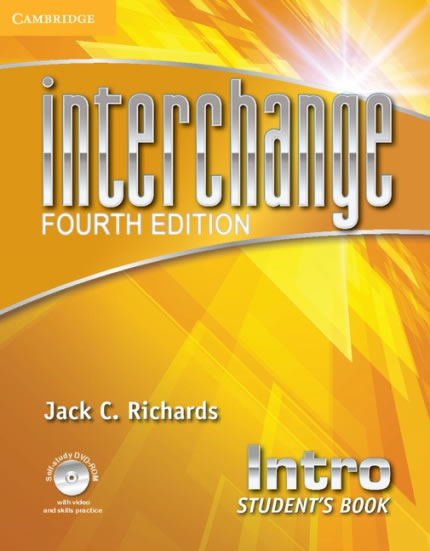 CAMBRIDGE
interchange
FOURTH EDITION
Jack C. Richards
Self-study DVD-ROM
with video
and skills practice
Intro
STUDENT'S BOOK